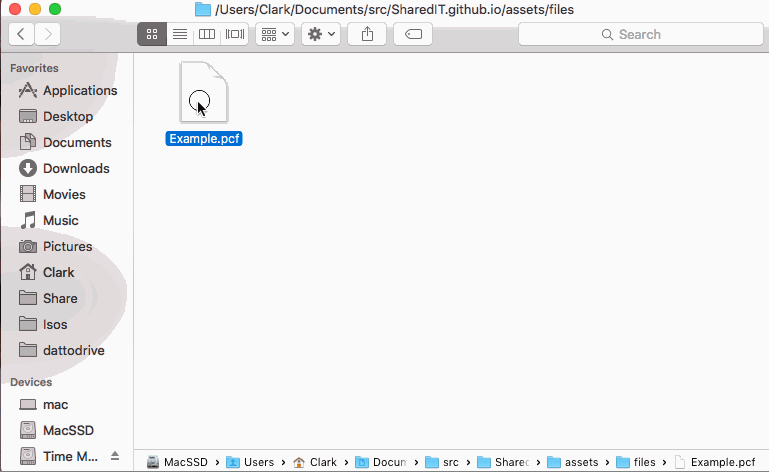 /Users/Clark/Documents/src/SharedIT.github.io/assets/files
Search
Favorites
Applications
Desktop
Documents
Downloads
Movies
Music
Pictures
Clark
Share
Isos
dattodrive
Devices
mac
MacSSD
Time M...
Example.pcf
MacSSD Users Clark Docum src Shared assets files Example.pcf